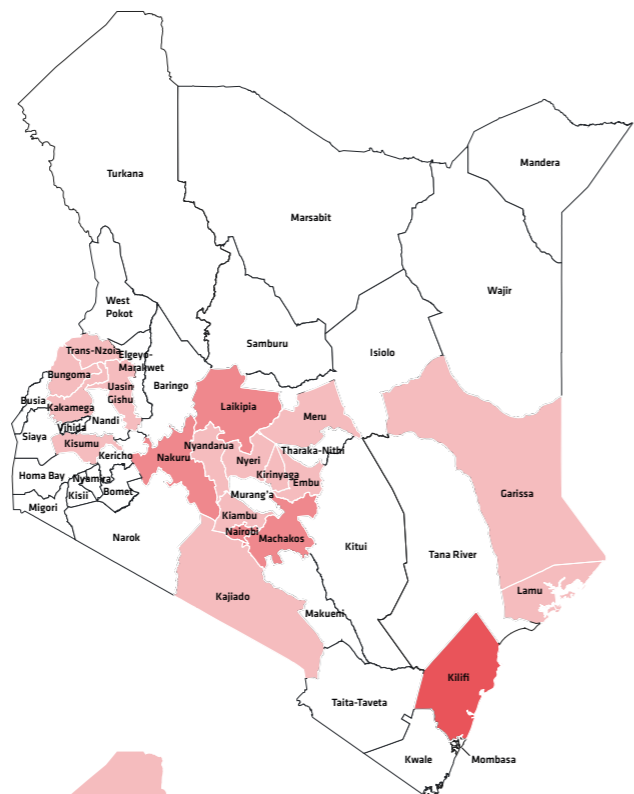 Mandera
Turkana
Marsabit
Wajir
West
Pokot
Samburu
Isiolo
Trans-Nzoia
Elgeyo-
Marakwet
Bungoma
Uasin
Gishu
Baringo
Busia
Kakamega
Laikipia
Meru
Nandi
Vihida
Siaya
Kisumu
Nyandarua
Tharaka-Nithi
Kericho
Nakuru
Nyeri
Kirinyaga
Homa Bay
Nyamira
Embu
Bomet
Kisii
Murang'a
Garissa
Migori
Kiambu
Narok
Nairobi
Machakos
Kitui
Tana River
Lamu
Kajiado
Makueni
Kilifi
Taita-Taveta
Kwale
Mombasa